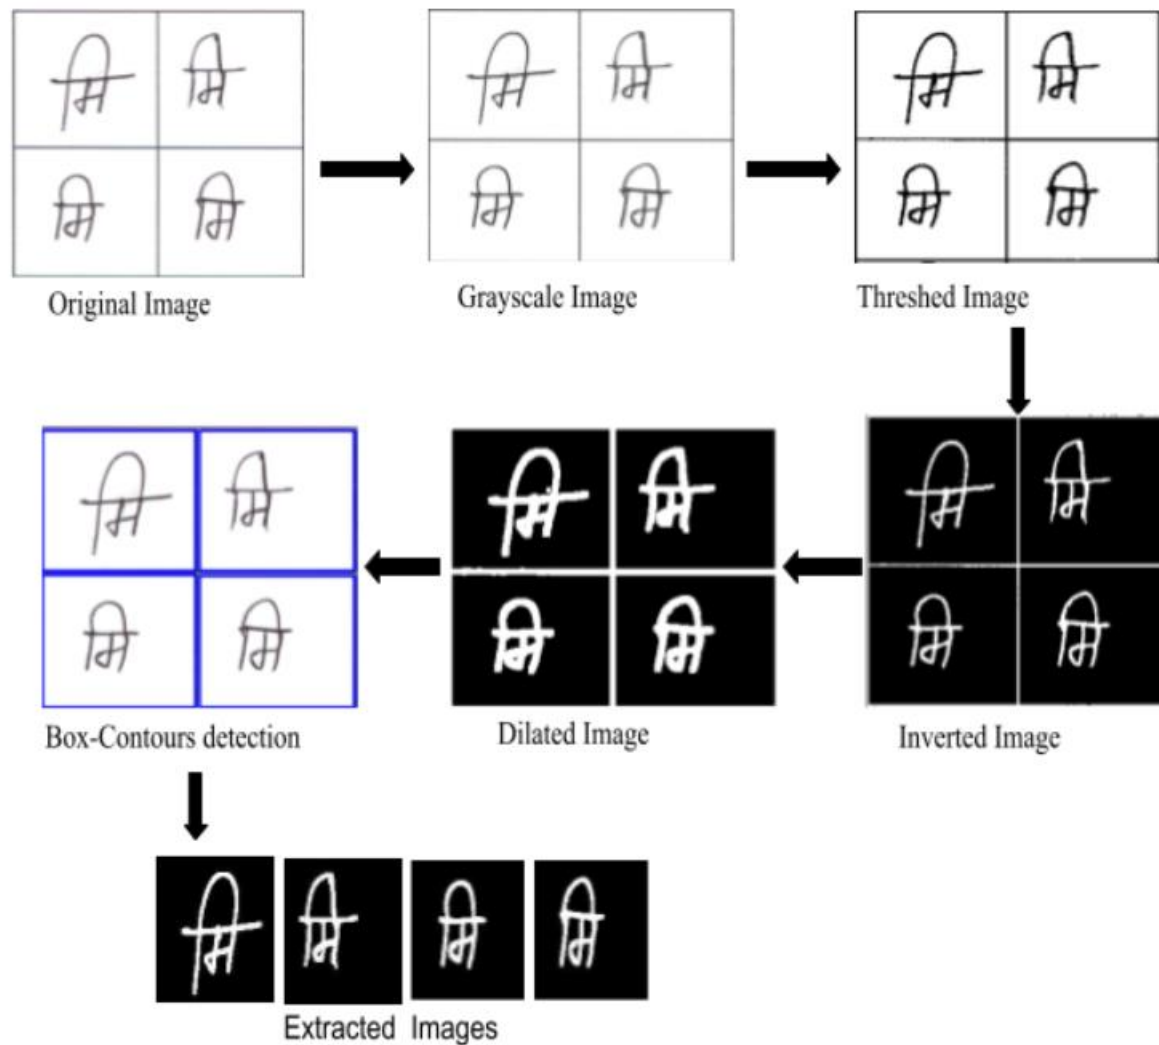 मि मि
मि मि
Original Image
मि मि
मि मि
Grayscale Image
मि मि
मि मि
Threshed Image
मि मि
मि मि
Inverted Image
मि मि
मि मि
Dilated Image
मि मि
मि मि
Box-Contours detection
मि मि मि मि
Extracted Images